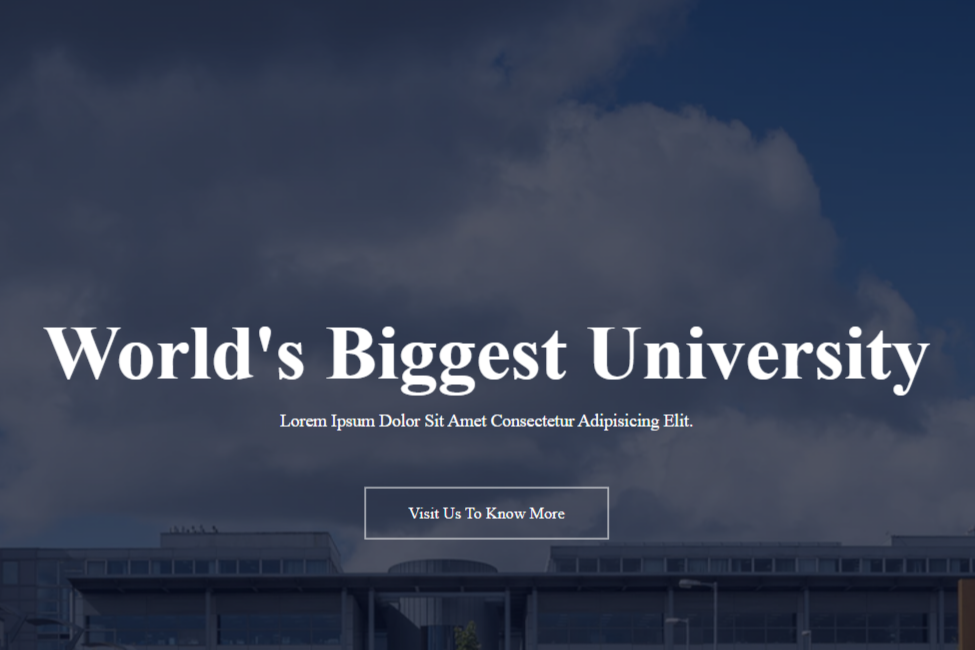 World's Biggest University
Lorem Ipsum Dolor Sit Amet Consectetur Adipisicing Elit.
Visit Us To Know More